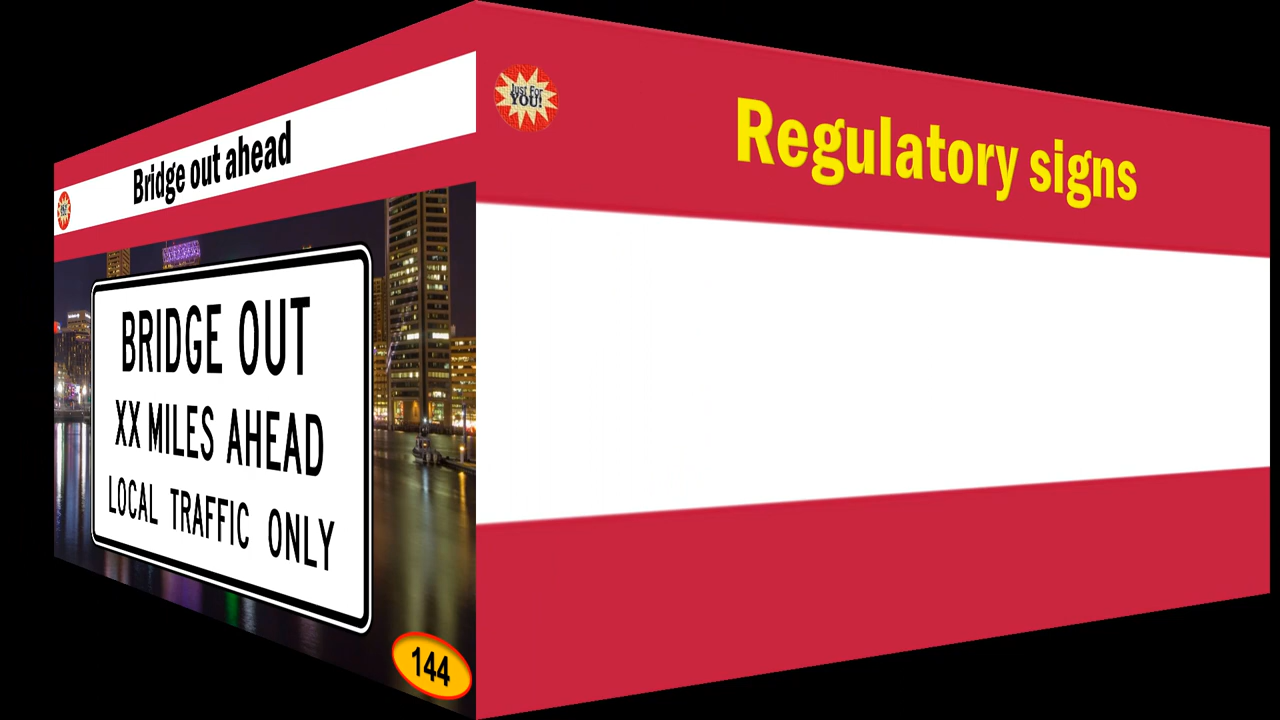 Bridge out ahead
BRIDGE OUT
XX MILES AHEAD
LOCAL TRAFFIC ONLY
144
Just For
YOU!
Regulatory signs